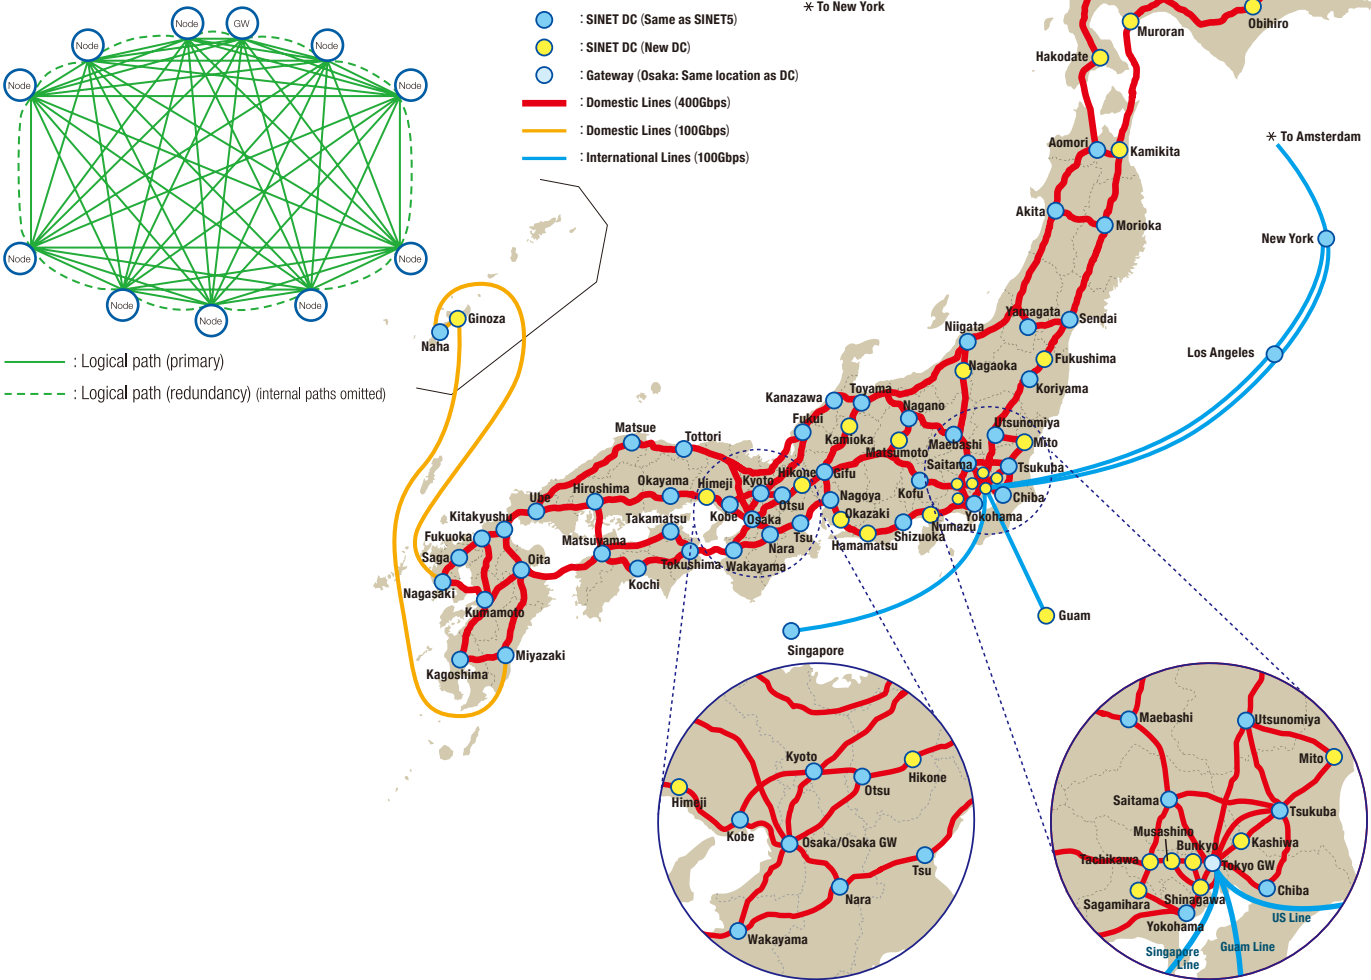 Node
GW
Node
Node
Node
Node
Node
Node
Node
Node
Node
: Logical path (primary)
: Logical path (redundancy) (internal paths omitted)
: SINET DC (Same as SINET5)
: SINET DC (New DC)
: Gateway (Osaka: Same location as DC)
: Domestic Lines (400Gbps)
: Domestic Lines (100Gbps)
: International Lines (100Gbps)
* To New York
Obihiro
Muroran
Hakodate
Aomori
Kamikita
* To Amsterdam
Akita
Morioka
New York
Yamagata
Sendai
Niigata
Los Angeles
Fukushima
Nagaoka
Koriyama
Ginoza
Naha
Kanazawa
Toyama
Nagano
Fukui
Utsunomiya
Matsue
Tottori
Kamioka
Maebashi
Mito
Matsumoto
Saitama
Tsukuba
Hikone
Gifu
Okayama
Himeji
Kyoto
Kofu
Hiroshima
Otsu
Nagoya
Chiba
Ube
Kobe
Osaka
Okazaki
Numazu
Yokohama
Kitakyushu
Takamatsu
Tsu
Shizuoka
Fukuoka
Matsuyama
Nara
Hamamatsu
Saga
Oita
Tokushima
Wakayama
Kochi
Nagasaki
Kumamoto
Guam
Singapore
Miyazaki
Kagoshima
Kyoto
Hikone
Otsu
Himeji
Kobe
Osaka/Osaka GW
Tsu
Nara
Wakayama
Maebashi
Utsunomiya
Mito
Saitama
Tsukuba
Musashino
Bunkyo
Kashiwa
Tachikawa
Tokyo GW
Chiba
Sagamihara
Shinagawa
Yokohama
US Line
Singapore
Line
Guam Line